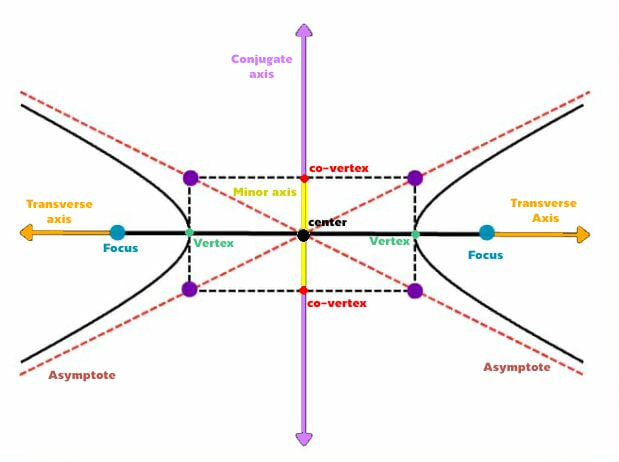 Conjugate
axis
co-vertex
Minor axis
Transverse
axis
center
Transverse
Axis
Focus
Vertex
Vertex
Focus
co-vertex
Asymptote
Asymptote